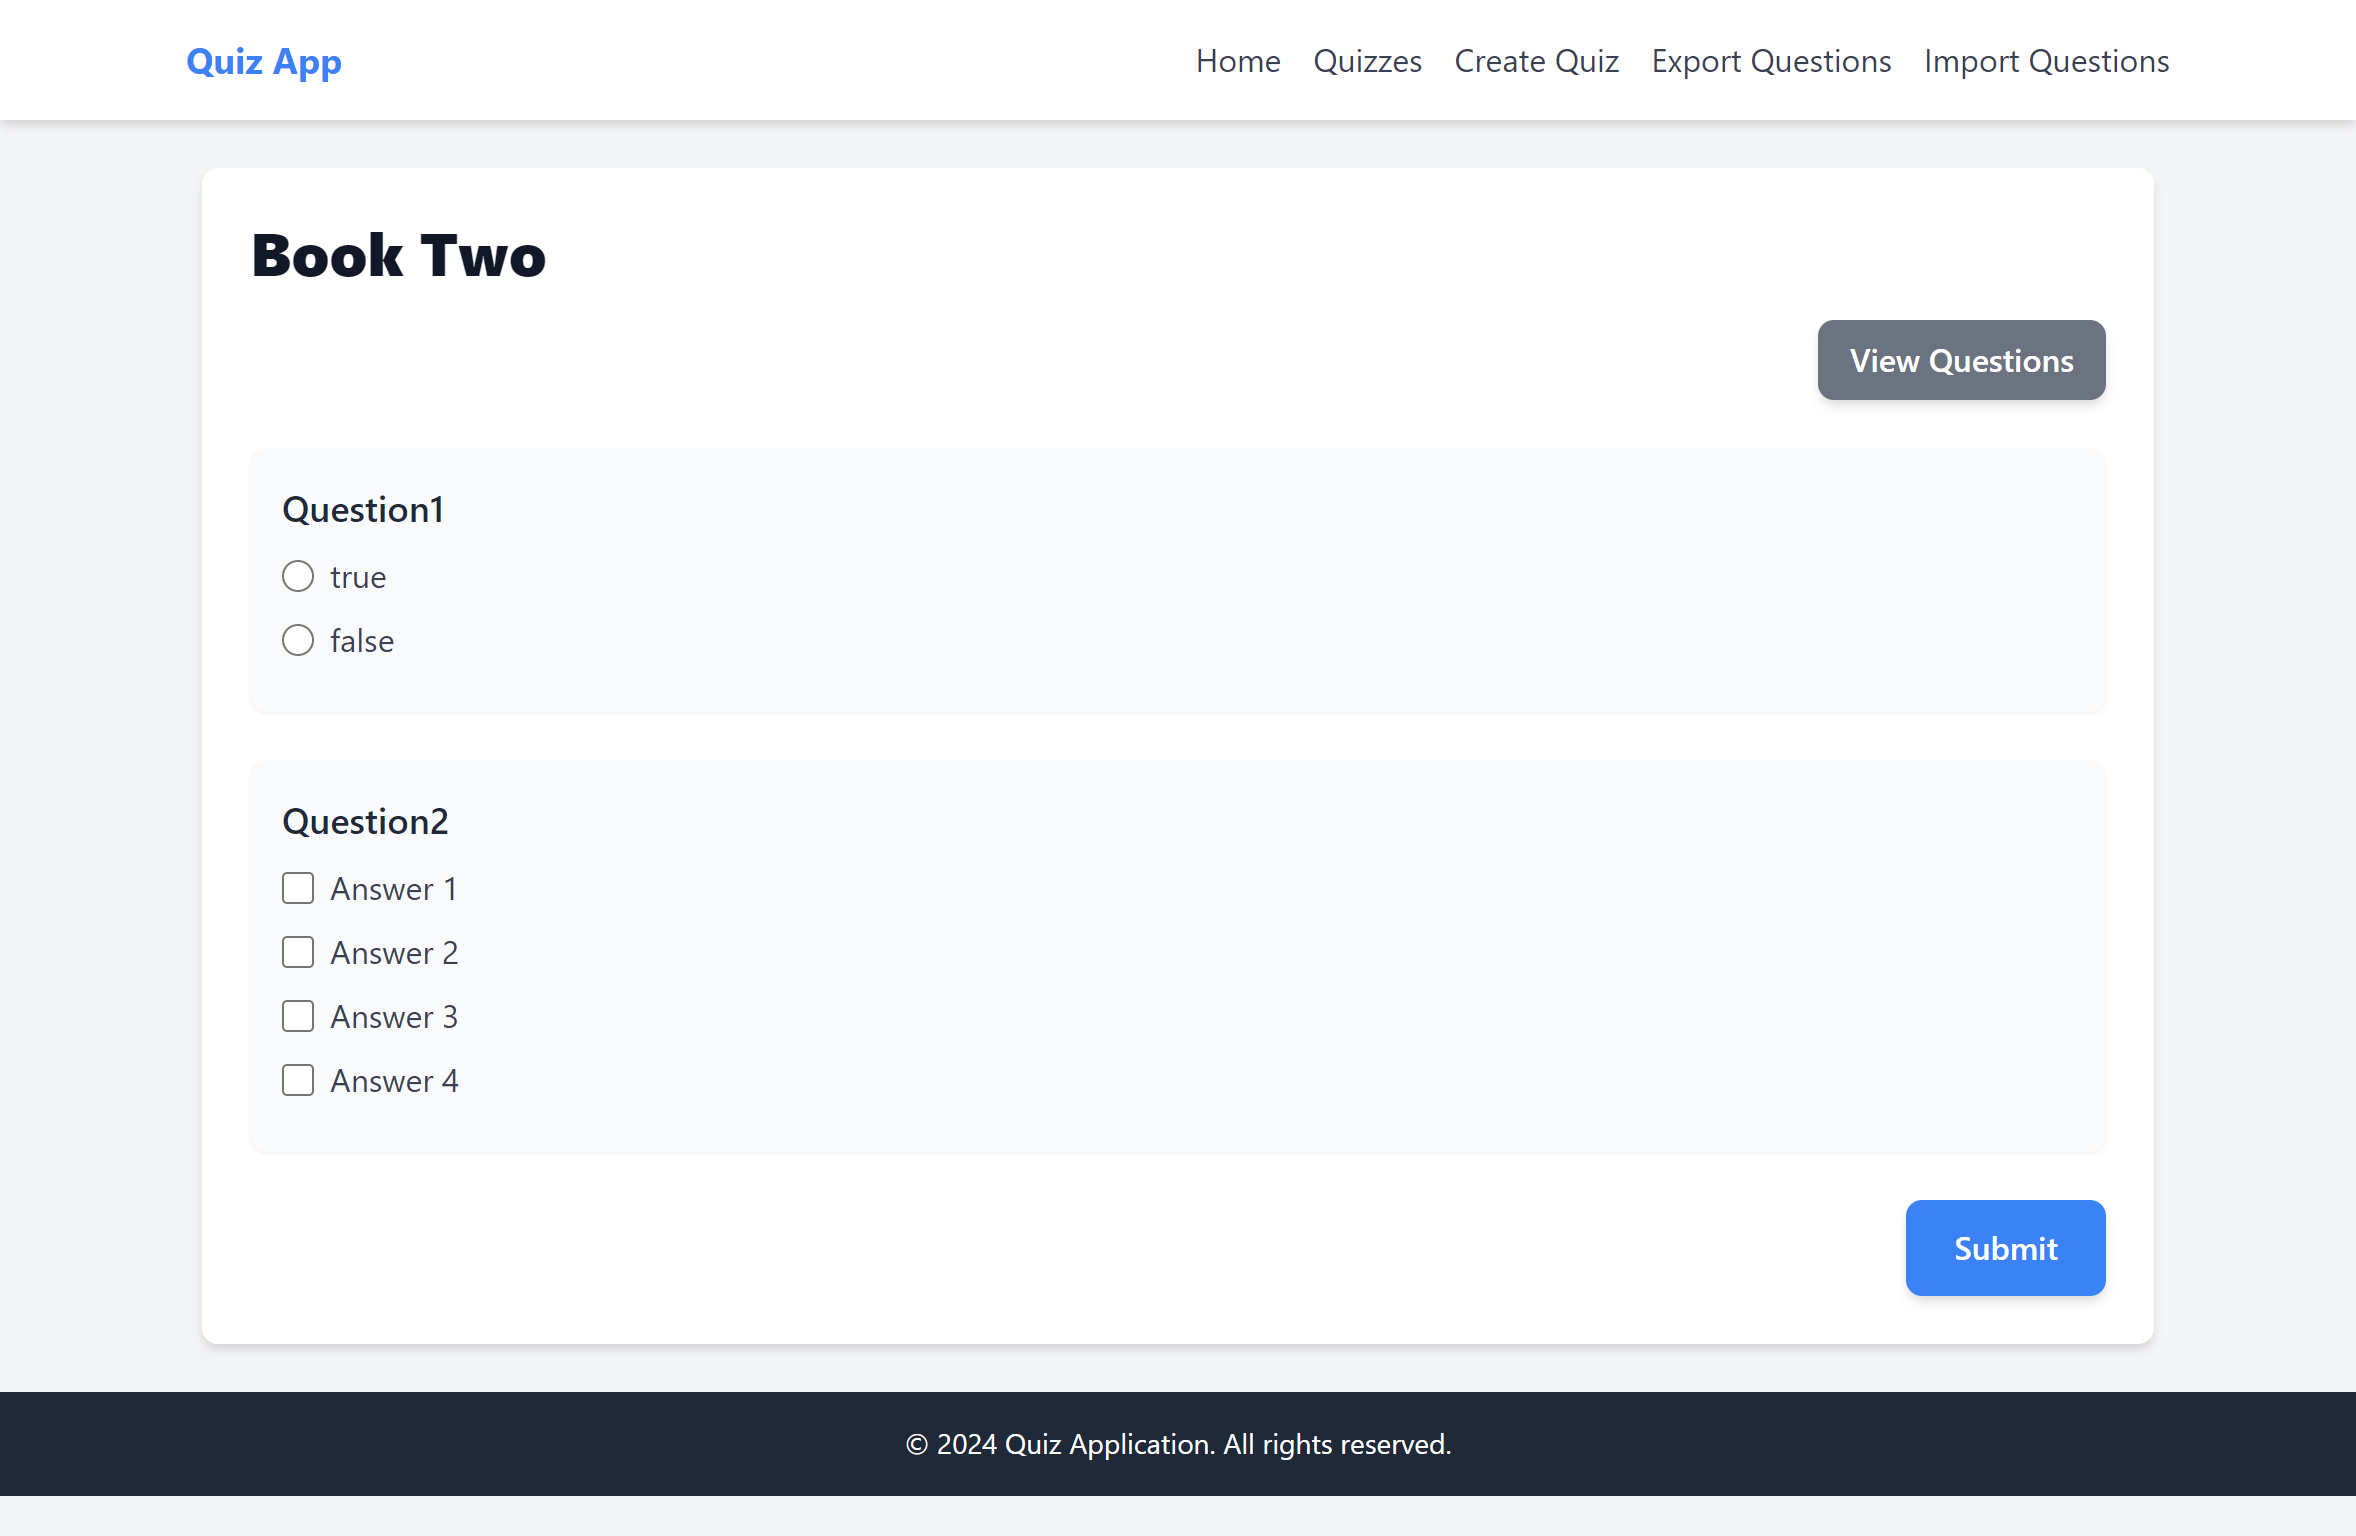 Quiz App
Home Quizzes Create Quiz Export Questions Import Questions
Book Two
View Questions
Question1
true
false
Question2
Answer 1
Answer 2
Answer 3
Answer 4
Submit
© 2024 Quiz Application. All rights reserved.